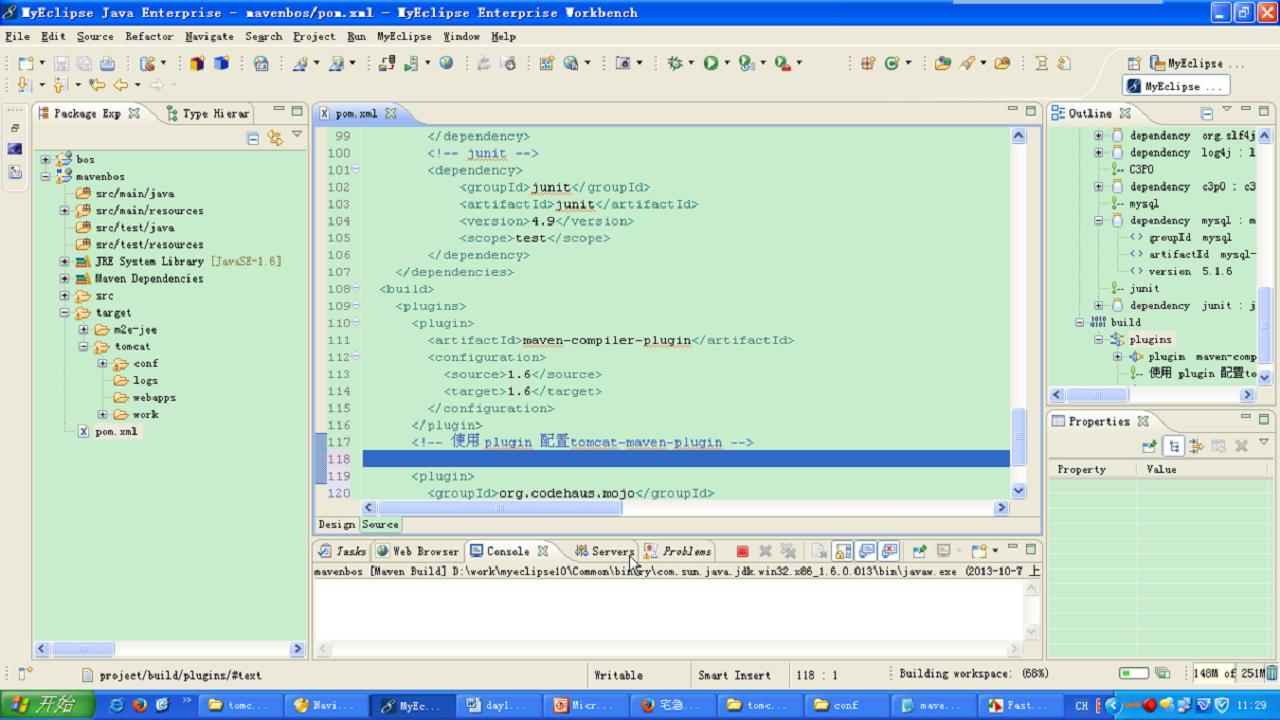 MyEclipse Java Enterprise - mavenbos/pom.xml - MyEclipse Enterprise Workbench
File Edit Source Refactor Navigate Search Project Run MyEclipse Window Help
MyEclipse ...
MyEclipse ...
Package Exp
Type Hierar
bos
mavenbos
src/main/java
src/main/resources
src/test/java
src/test/resources
JRE System Library [JavaSE-1.6]
Maven Dependencies
src
target
m2e-jee
tomcat
conf
logs
webapps
work
pom.xml
pom.xml
99 </dependency>
100 <!-- junit -->
101 <dependency>
102 <groupId>junit</groupId>
103 <artifactId>junit</artifactId>
104 <version>4.9</version>
105 <scope>test</scope>
106 </dependency>
107 </dependencies>
108 <build>
109 <plugins>
110 <plugin>
111 <artifactId>maven-compiler-plugin</artifactId>
112 <configuration>
113 <source>1.6</source>
114 <target>1.6</target>
115 </configuration>
116 </plugin>
117 <!-- 使用 plugin 配置tomcat-maven-plugin -->
118
119 <plugin>
120 <groupId>org.codehaus.mojo</groupId>
Design Source
Outline
dependency org.slf4j
dependency log4j : l
C3P0
dependency c3p0 : c3
mysql
dependency mysql : m
groupId mysql
artifactId mysql-
version 5.1.6
junit
dependency junit : j
build
plugins
plugin maven-comp
使用 plugin 配置to
Properties
Property Value
Tasks Web Browser Console Servers Problems
mavenbos [Maven Build] D:\work\myeclipse10\Common\binary\com.sun.java.jdk.win32.x86_1.6.0.013\bin\javaw.exe (2013-10-7 上
project/build/plugins/#text
Writable
Smart Insert
118 : 1
Building workspace: (68%)
148M of 251M
开始
tomc...
Navi...
MyEc...
day1...
Micr...
宅急...
tomc...
conf
mave...
Fast...
CH
11:29